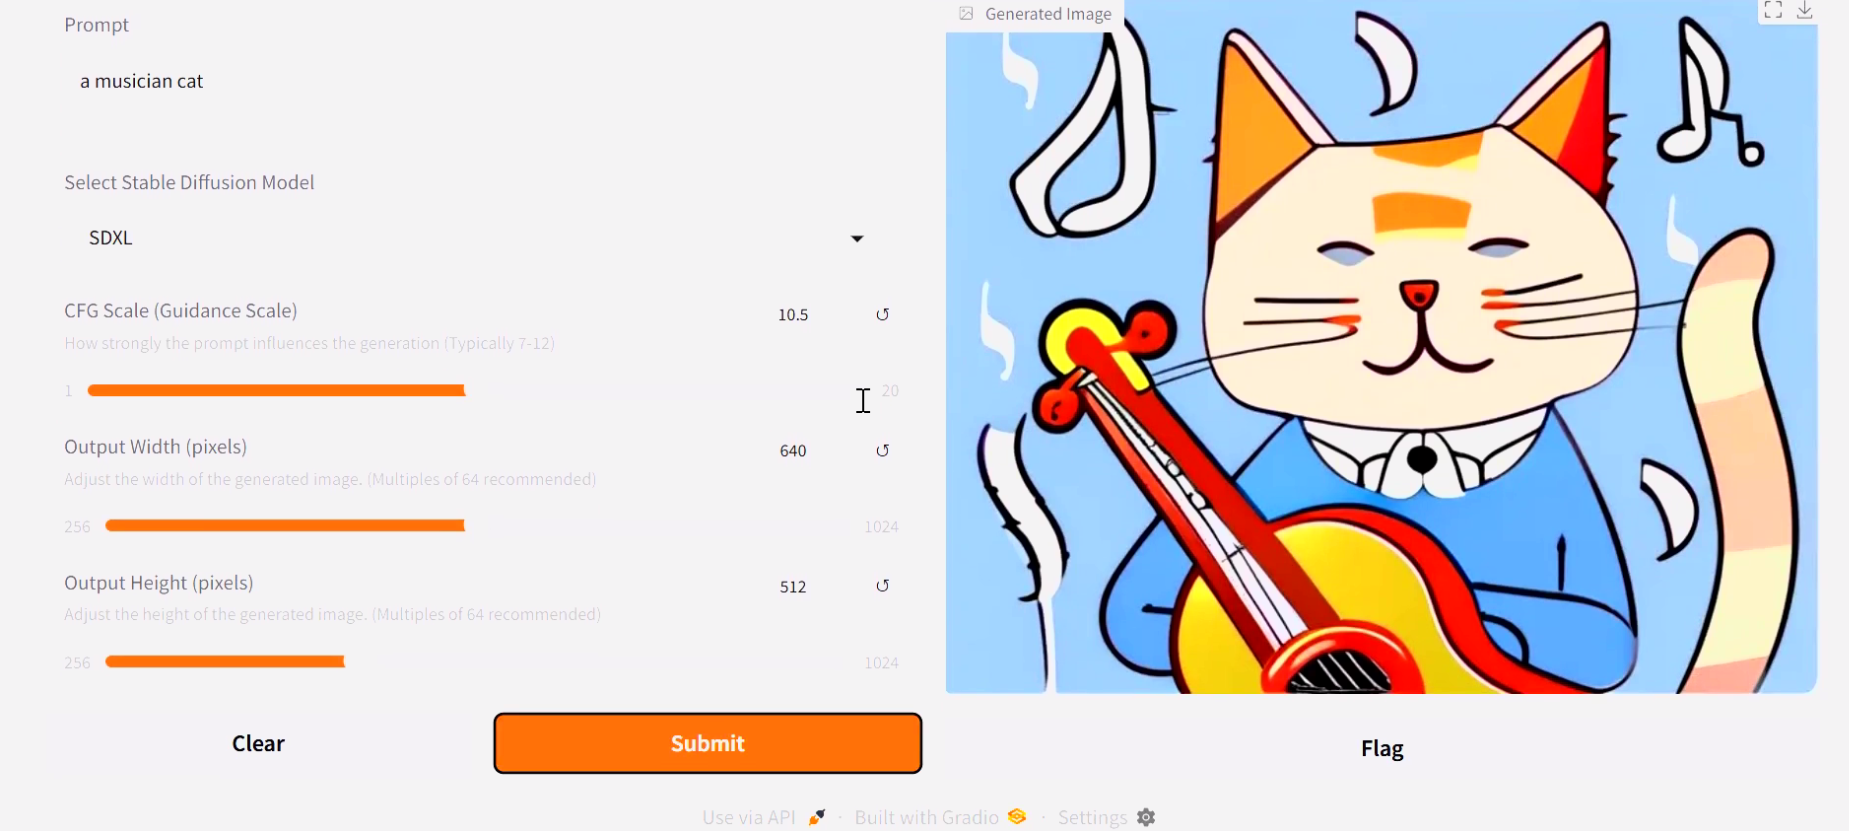 Prompt
a musician cat
Select Stable Diffusion Model
SDXL
CFG Scale (Guidance Scale)
10.5
How strongly the prompt influences the generation (Typically 7-12)
1
20
Output Width (pixels)
640
Adjust the width of the generated image. (Multiples of 64 recommended)
256
1024
Output Height (pixels)
512
Adjust the height of the generated image. (Multiples of 64 recommended)
256
1024
Clear
Submit
Generated Image
Flag
Use via API · Built with Gradio · Settings